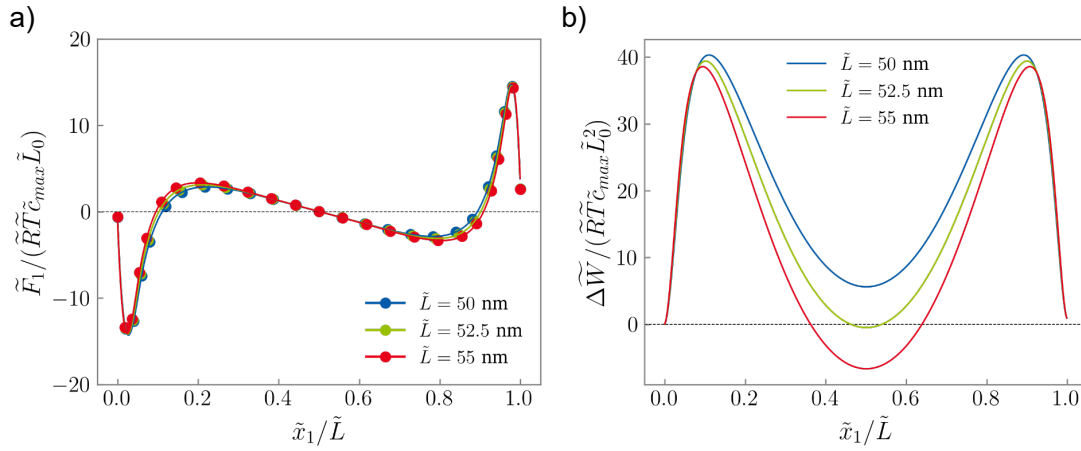 a)
F̃₁/(R̃T̃c̃ₘₐₓL̃₀)
20
10
0
−10
−20
L̃ = 50 nm
L̃ = 52.5 nm
L̃ = 55 nm
0.0 0.2 0.4 0.6 0.8 1.0
x̃₁/L̃
b)
ΔW̃/(R̃T̃c̃ₘₐₓL̃₀²)
40
30
20
10
0
L̃ = 50 nm
L̃ = 52.5 nm
L̃ = 55 nm
0.0 0.2 0.4 0.6 0.8 1.0
x̃₁/L̃